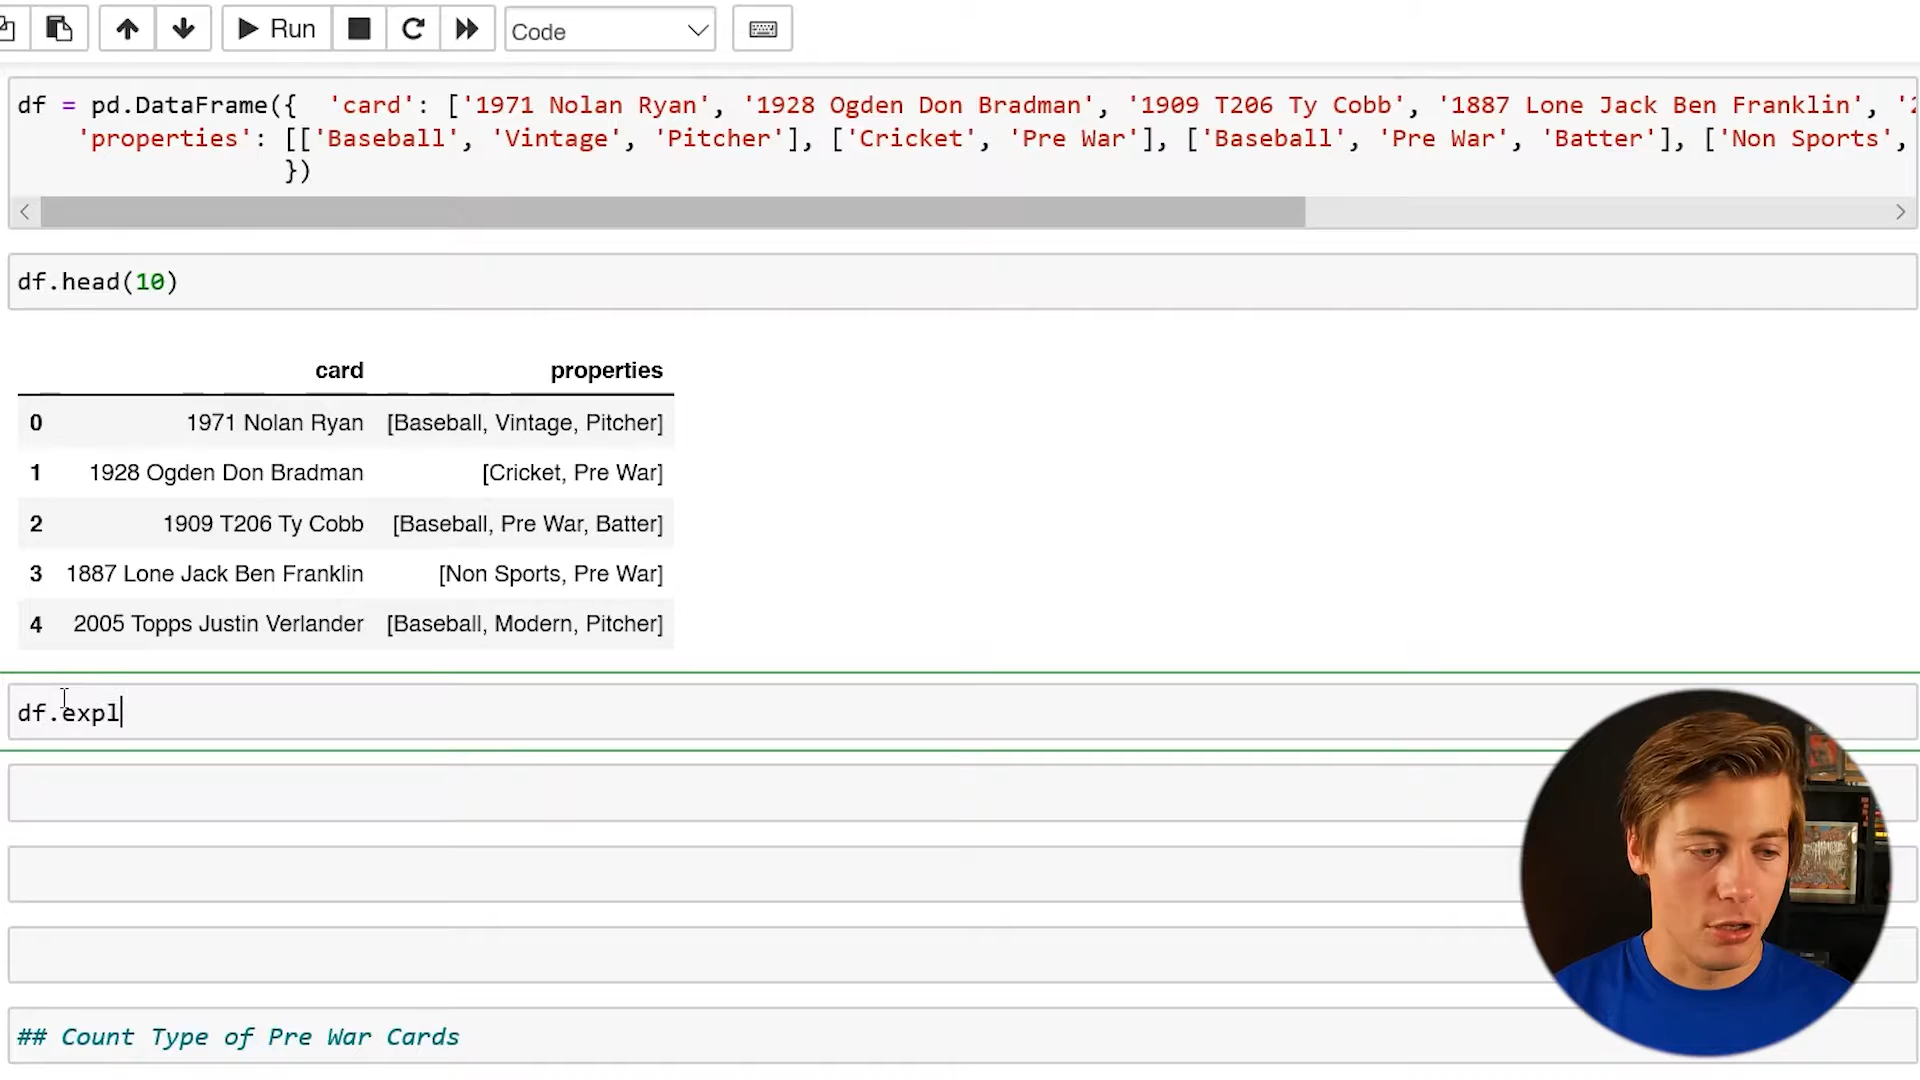 Run
Code
df = pd.DataFrame({  'card': ['1971 Nolan Ryan', '1928 Ogden Don Bradman', '1909 T206 Ty Cobb', '1887 Lone Jack Ben Franklin', '2
'properties': [['Baseball', 'Vintage', 'Pitcher'], ['Cricket', 'Pre War'], ['Baseball', 'Pre War', 'Batter'], ['Non Sports',
})
df.head(10)
card properties
0 1971 Nolan Ryan [Baseball, Vintage, Pitcher]
1 1928 Ogden Don Bradman [Cricket, Pre War]
2 1909 T206 Ty Cobb [Baseball, Pre War, Batter]
3 1887 Lone Jack Ben Franklin [Non Sports, Pre War]
4 2005 Topps Justin Verlander [Baseball, Modern, Pitcher]
df.expl
## Count Type of Pre War Cards